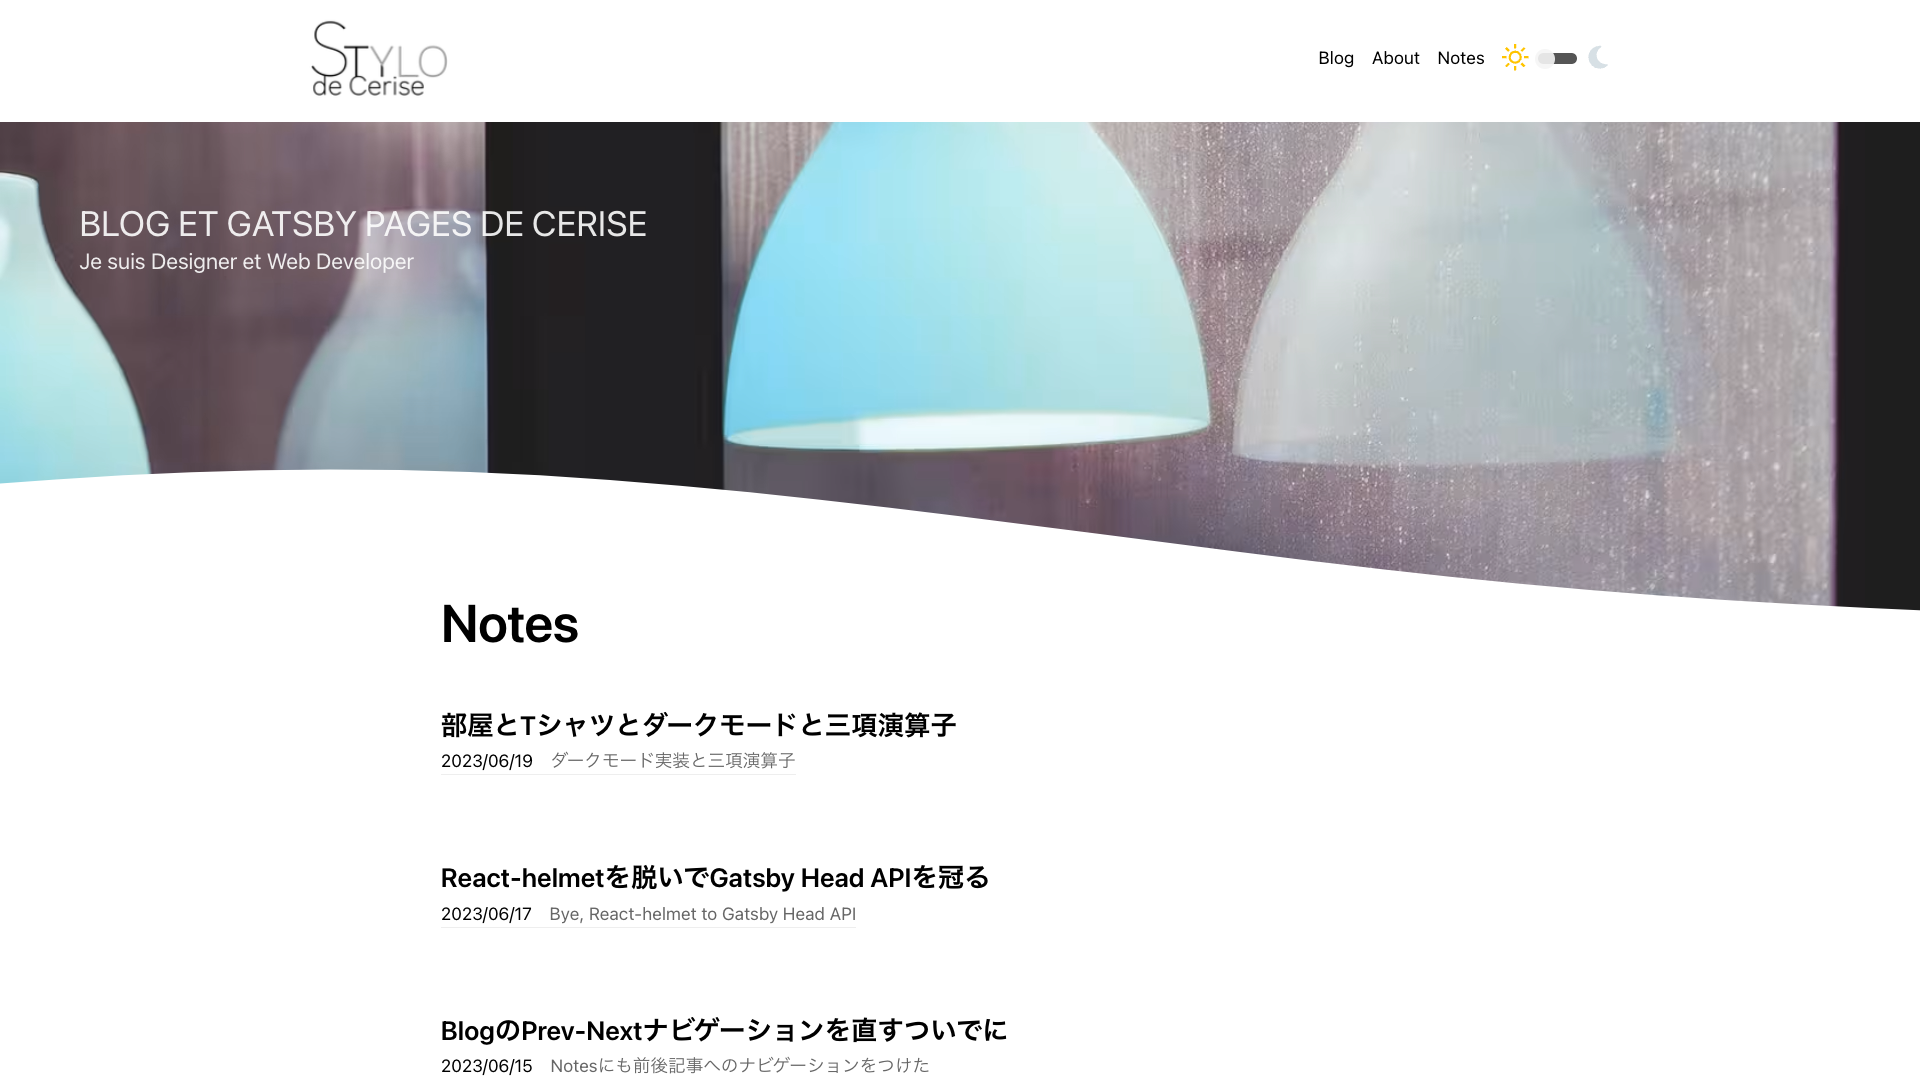 STYLO
de Cerise
Blog About Notes
BLOG ET GATSBY PAGES DE CERISE
Je suis Designer et Web Developer
Notes
部屋とTシャツとダークモードと三項演算子
2023/06/19 ダークモード実装と三項演算子
React-helmetを脱いでGatsby Head APIを冠る
2023/06/17 Bye, React-helmet to Gatsby Head API
BlogのPrev-Nextナビゲーションを直すついでに
2023/06/15 Notesにも前後記事へのナビゲーションをつけた